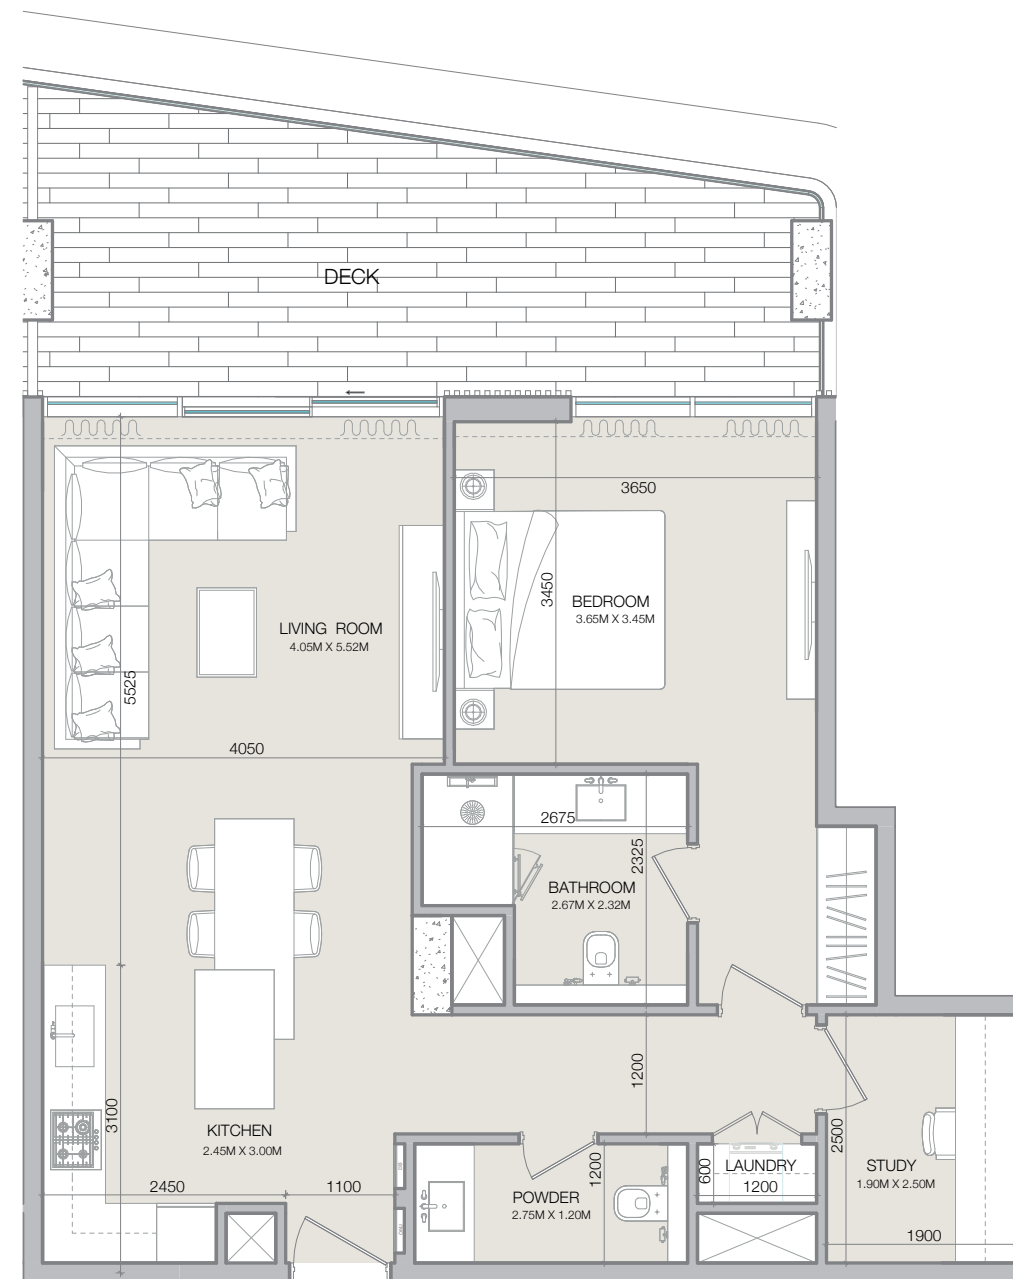 DECK
3650
3450
BEDROOM
3.65M X 3.45M
LIVING ROOM
4.05M X 5.52M
5525
4050
2675
2325
BATHROOM
2.67M X 2.32M
1200
3100
KITCHEN
2.45M X 3.00M
2450
1100
POWDER
2.75M X 1.20M
1200
600
LAUNDRY
1200
2500
STUDY
1.90M X 2.50M
1900